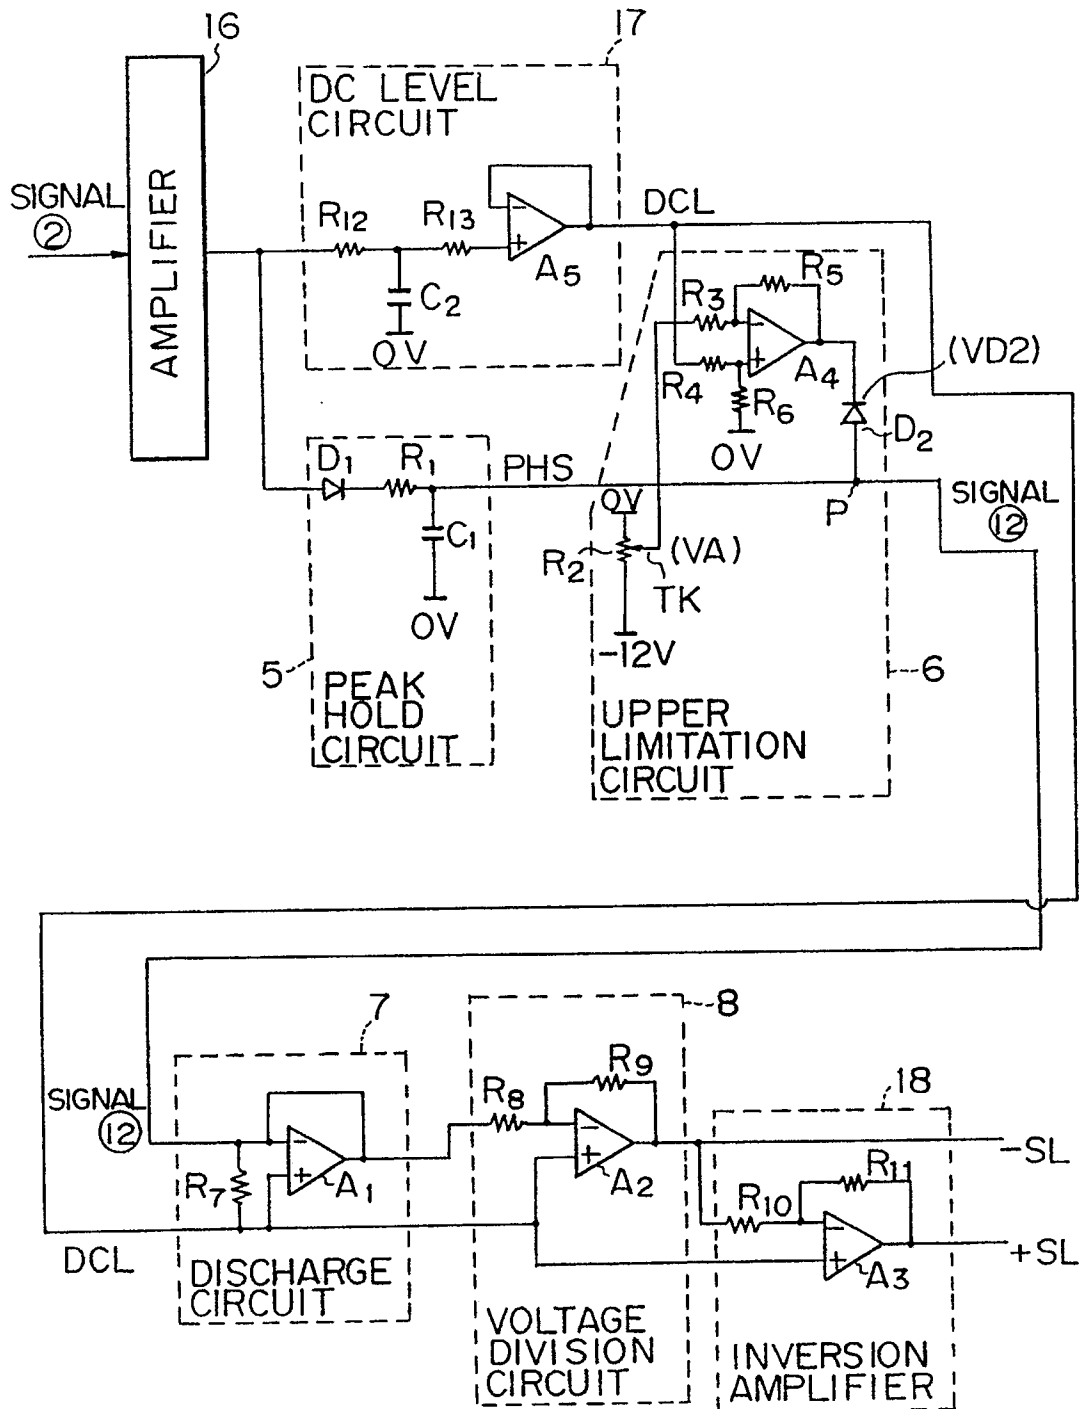 16
17
DC LEVEL
CIRCUIT
AMPLIFIER
SIGNAL
②
R12
R13
DCL
A5
C2
0V
R5
R3
(VD2)
A4
R4
R6
D2
0V
D1
R1
PHS
P
SIGNAL
⑫
0V
C1
R2
(VA)
TK
0V
-12V
5
6
PEAK
HOLD
CIRCUIT
UPPER
LIMITATION
CIRCUIT
7
8
R9
R8
18
SIGNAL
⑫
-SL
R7
A1
A2
R11
R10
DCL
A3
+SL
DISCHARGE
CIRCUIT
VOLTAGE
DIVISION
CIRCUIT
INVERSION
AMPLIFIER